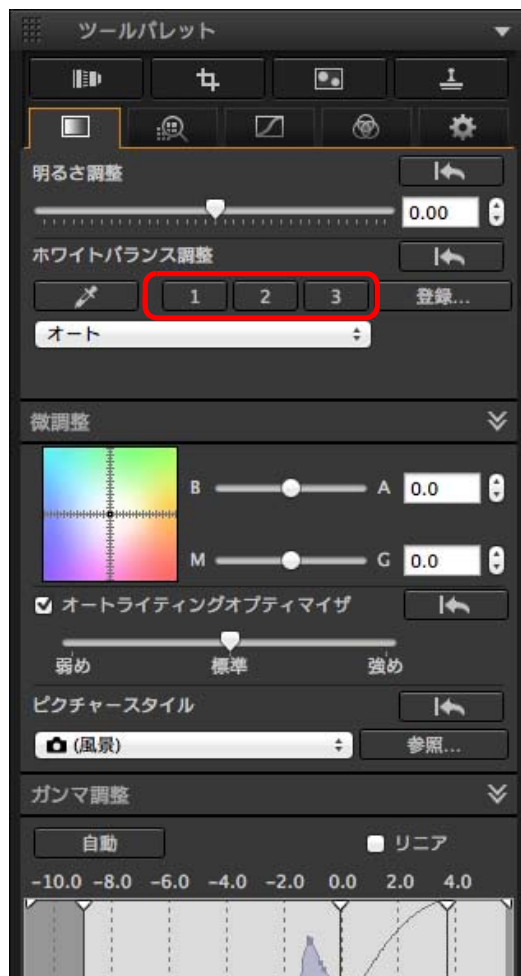 ツールパレット
明るさ調整
0.00
ホワイトバランス調整
1 2 3 登録...
オート
微調整
B A 0.0
M G 0.0
オートライティングオプティマイザ
弱め 標準 強め
ピクチャースタイル
(風景) 参照...
ガンマ調整
自動 リニア
-10.0 -8.0 -6.0 -4.0 -2.0 0.0 2.0 4.0